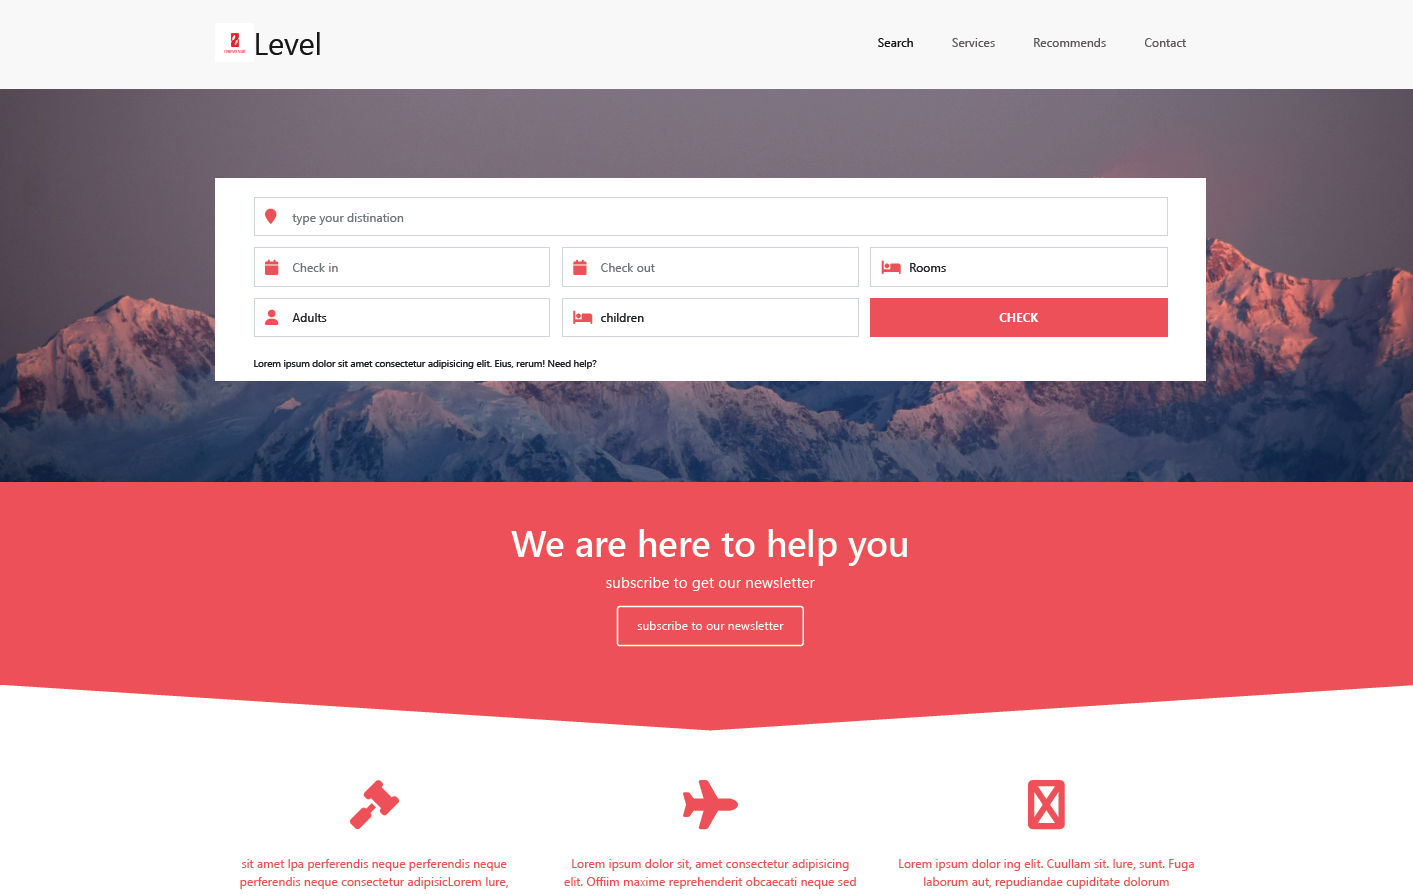 Level
Search Services Recommends Contact
type your distination
Check in Check out Rooms
Adults children CHECK
Lorem ipsum dolor sit amet consectetur adipisicing elit. Eius, rerum! Need help?
We are here to help you
subscribe to get our newsletter
subscribe to our newsletter
sit amet Ipa perferendis neque perferendis neque
perferendis neque consectetur adipisicLorem Iure,
Lorem ipsum dolor sit, amet consectetur adipisicing
elit. Offiim maxime reprehenderit obcaecati neque sed
Lorem ipsum dolor ing elit. Cuullam sit. Iure, sunt. Fuga
laborum aut, repudiandae cupiditate dolorum